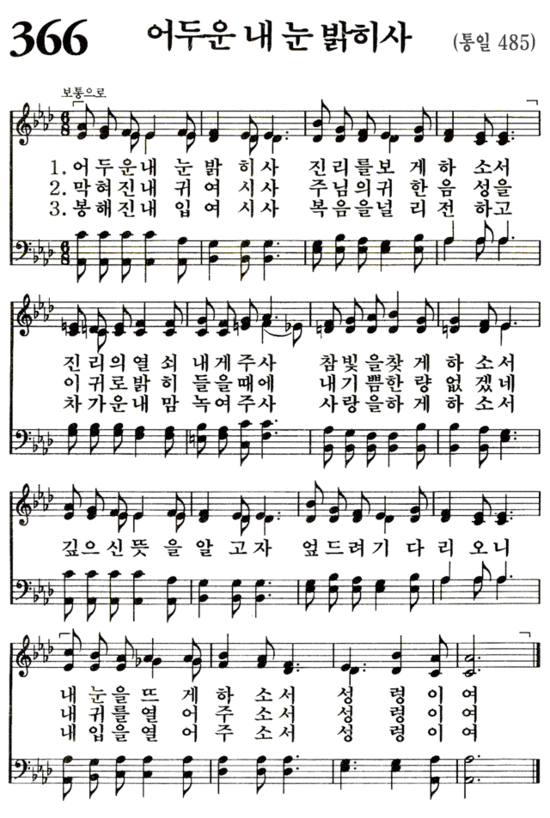 366 어두운 내 눈 밝히사 (통일 485)
보통으로
1. 어두운내 눈밝 히사 진리를보 게하 소서
2. 막혀진내 귀여 시사 주님의귀 한음 성을
3. 봉해진내 입여 시사 복음을널 리전 하고
진리의열 쇠 내게주사 참빛을찾 게하 소서
이귀로밝 히 들을때에 내기쁨한 량없 겠네
차가운내 맘 녹여주사 사랑을하 게하 소서
깊으신뜻 을알 고자 엎드려기 다리 오니
내눈을뜨 게하 소서 성령이여
내귀를열 어주 소서 성령이여
내입을열 어주 소서 성령이여